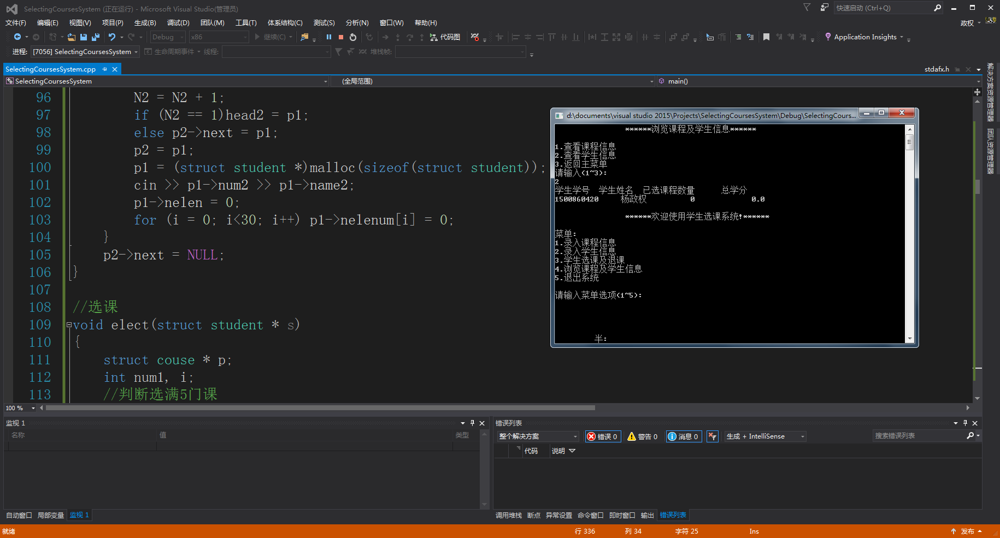 SelectingCoursesSystem (正在运行) - Microsoft Visual Studio(管理员)
快速启动 (Ctrl+Q)
文件(F) 编辑(E) 视图(V) 项目(P) 生成(B) 调试(D) 团队(M) 工具(T) 体系结构(C) 测试(S) 分析(N) 窗口(W) 帮助(H)
政权
Debug x86 继续(C) 代码图 Application Insights
进程: [7056] SelectingCoursesSystem 生命周期事件 线程: 堆栈帧:
SelectingCoursesSystem.cpp
stdafx.h
SelectingCoursesSystem (全局范围) main()
96 N2 = N2 + 1;
97 if (N2 == 1)head2 = p1;
98 else p2->next = p1;
99 p2 = p1;
100 p1 = (struct student *)malloc(sizeof(struct student));
101 cin >> p1->num2 >> p1->name2;
102 p1->nelen = 0;
103 for (i = 0; i<30; i++) p1->nelenum[i] = 0;
104 }
105 p2->next = NULL;
106 }
107
108 //选课
109 void elect(struct student * s)
110 {
111 struct couse * p;
112 int num1, i;
113 //判断选满5门课
100 %
d:\documents\visual studio 2015\Projects\SelectingCoursesSystem\Debug\SelectingCours...
******浏览课程及学生信息******
1.查看课程信息
2.查看学生信息
3.返回主菜单
请输入(1~3):
2
学生学号 学生姓名 已选课程数量 总学分
1500860420 杨政权 0 0.0
******欢迎使用学生选课系统!******
菜单:
1.录入课程信息
2.录入学生信息
3.学生选课及退课
4.浏览课程及学生信息
5.退出系统
请输入菜单选项(1~5):
半:
解决方案资源管理器
团队资源管理器
监视 1
名称 值 类型
自动窗口 局部变量 监视 1
错误列表
整个解决方案 错误 0 警告 0 消息 0 生成 + IntelliSense 搜索错误列表
代码 说明
调用堆栈 断点 异常设置 命令窗口 即时窗口 输出 错误列表
就绪 行 336 列 34 字符 25 Ins 发布